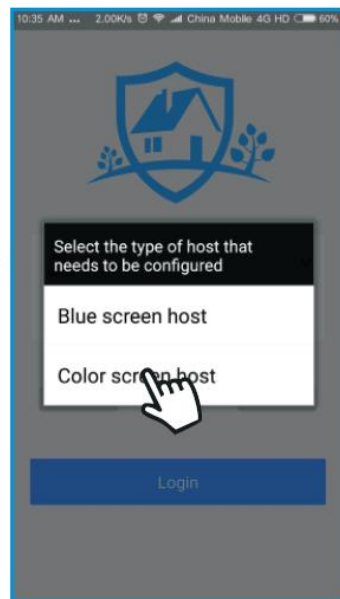 10:35 AM ... 2.00K/s China Mobile 4G HD 60%
Select the type of host that
needs to be configured
Blue screen host
Color screen host
Login